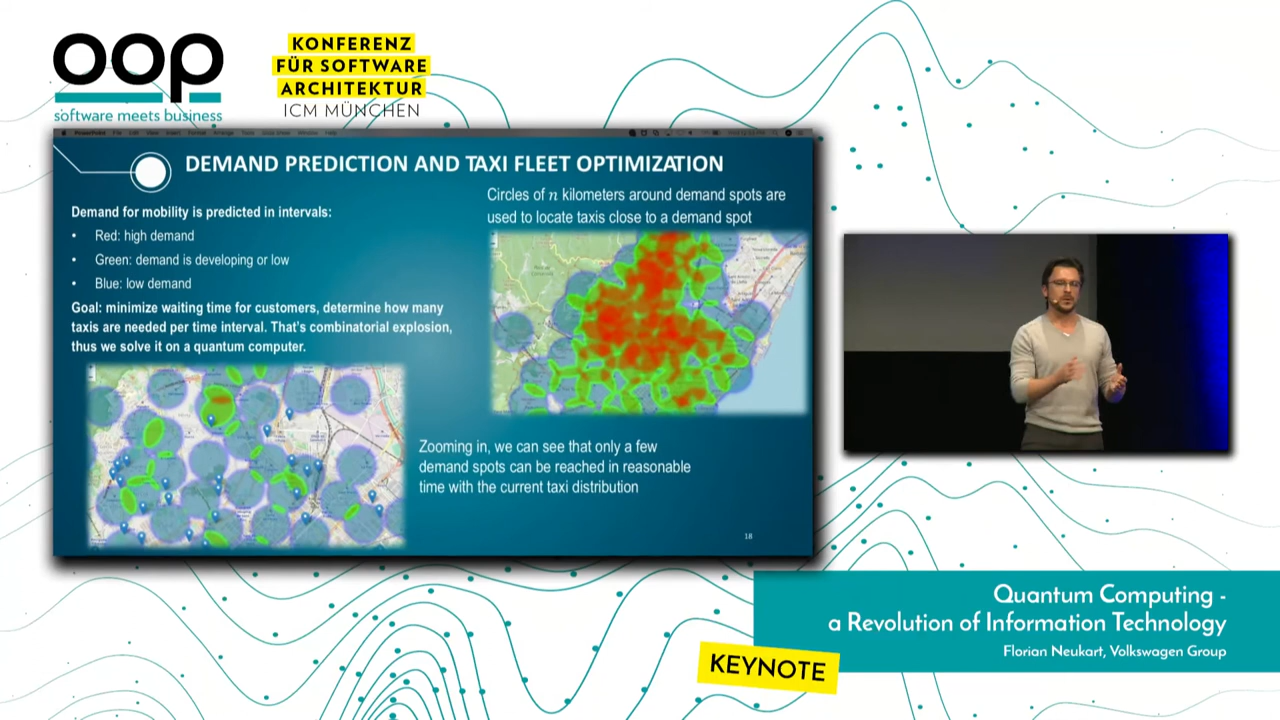 oop
software meets business
KONFERENZ
FÜR SOFTWARE
ARCHITEKTUR
ICM MÜNCHEN
DEMAND PREDICTION AND TAXI FLEET OPTIMIZATION
Demand for mobility is predicted in intervals:
• Red: high demand
• Green: demand is developing or low
• Blue: low demand
Goal: minimize waiting time for customers, determine how many
taxis are needed per time interval. That's combinatorial explosion,
thus we solve it on a quantum computer.
Circles of n kilometers around demand spots are
used to locate taxis close to a demand spot
Zooming in, we can see that only a few
demand spots can be reached in reasonable
time with the current taxi distribution
18
Quantum Computing -
a Revolution of Information Technology
Florian Neukart, Volkswagen Group
KEYNOTE